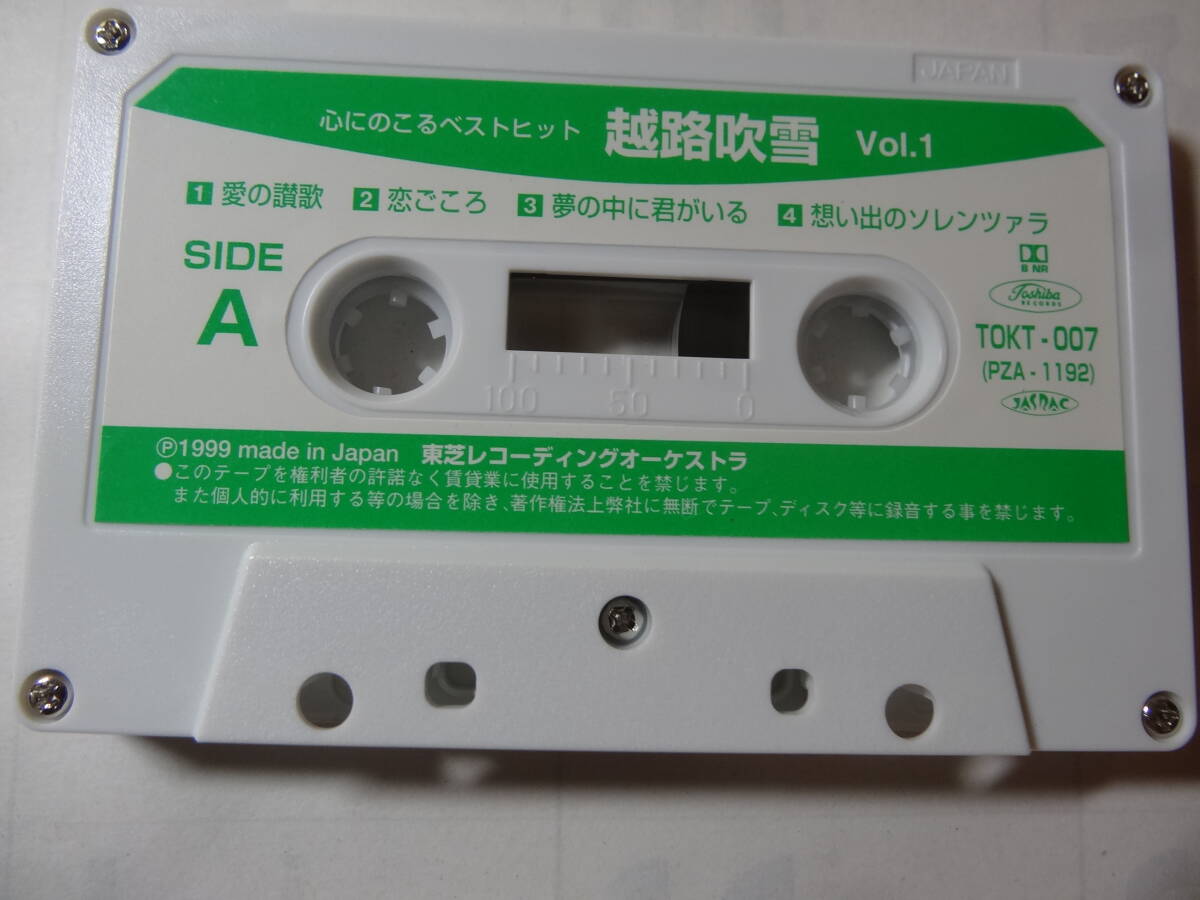 JAPAN
心にのこるベストヒット 越路吹雪 Vol.1
1 愛の讃歌 2 恋ごころ 3 夢の中に君がいる 4 想い出のソレンツァラ
SIDE
A
B NR
Toshiba
RECORDS
TOKT - 007
(PZA - 1192)
JASRAC
100 50 0
Ⓟ1999 made in Japan 東芝レコーディングオーケストラ
●このテープを権利者の許諾なく賃貸業に使用することを禁じます。
また個人的に利用する等の場合を除き、著作権法上弊社に無断でテープ、ディスク等に録音する事を禁じます。